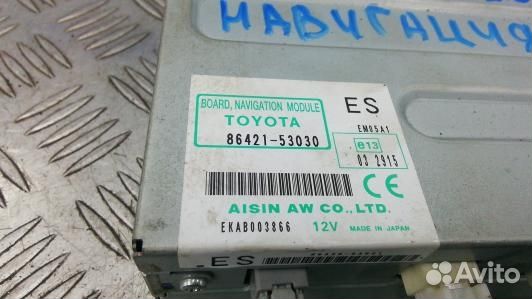 НАВИГАЦИЯ
BOARD, NAVIGATION MODULE
ES
TOYOTA
86421-53030
EM05A1
e13
03 2915
CE
AISIN AW CO., LTD.
EKAB003866 12V MADE IN JAPAN
.ES
Avito